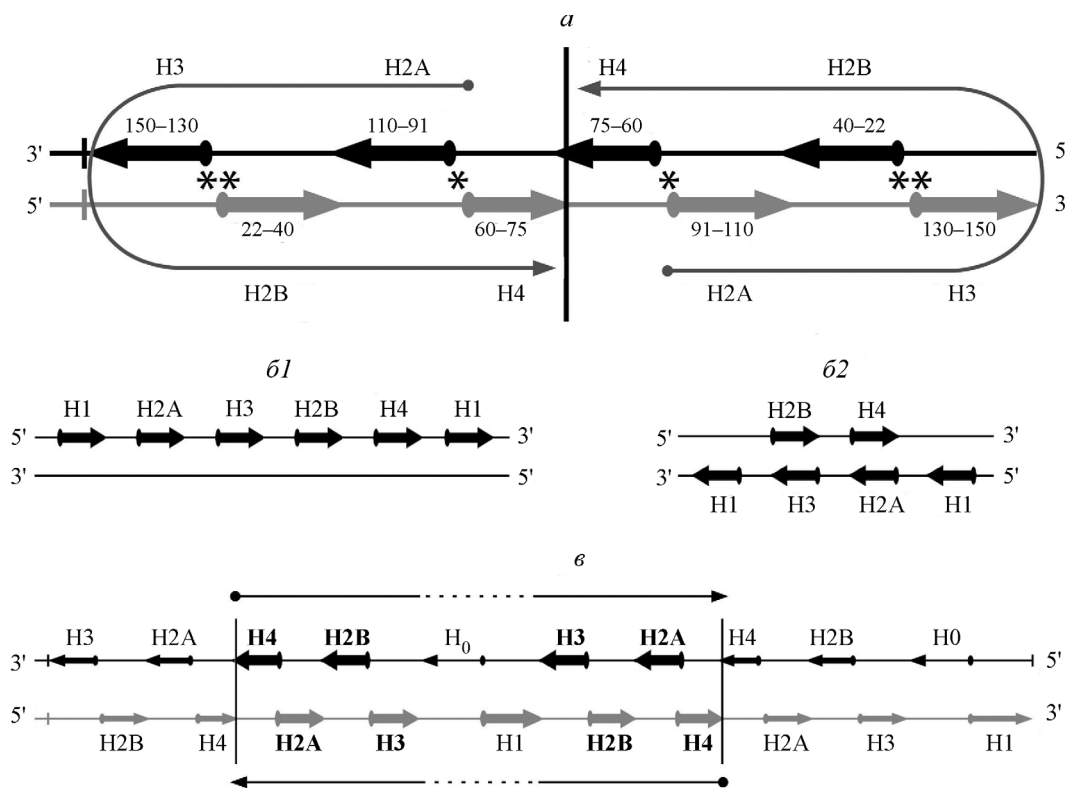 а
H3 H2A H4 H2B
150–130 110–91 75–60 40–22
3' 5
** * * **
5' 3
22–40 60–75 91–110 130–150
H2B H4 H2A H3
б1 б2
H1 H2A H3 H2B H4 H1
5' 3'
3' 5'
H2B H4
5' 3'
3' 5'
H1 H3 H2A H1
в
H3 H2A H4 H2B H0 H3 H2A H4 H2B H0
3' 5'
5' 3'
H2B H4 H2A H3 H1 H2B H4 H2A H3 H1